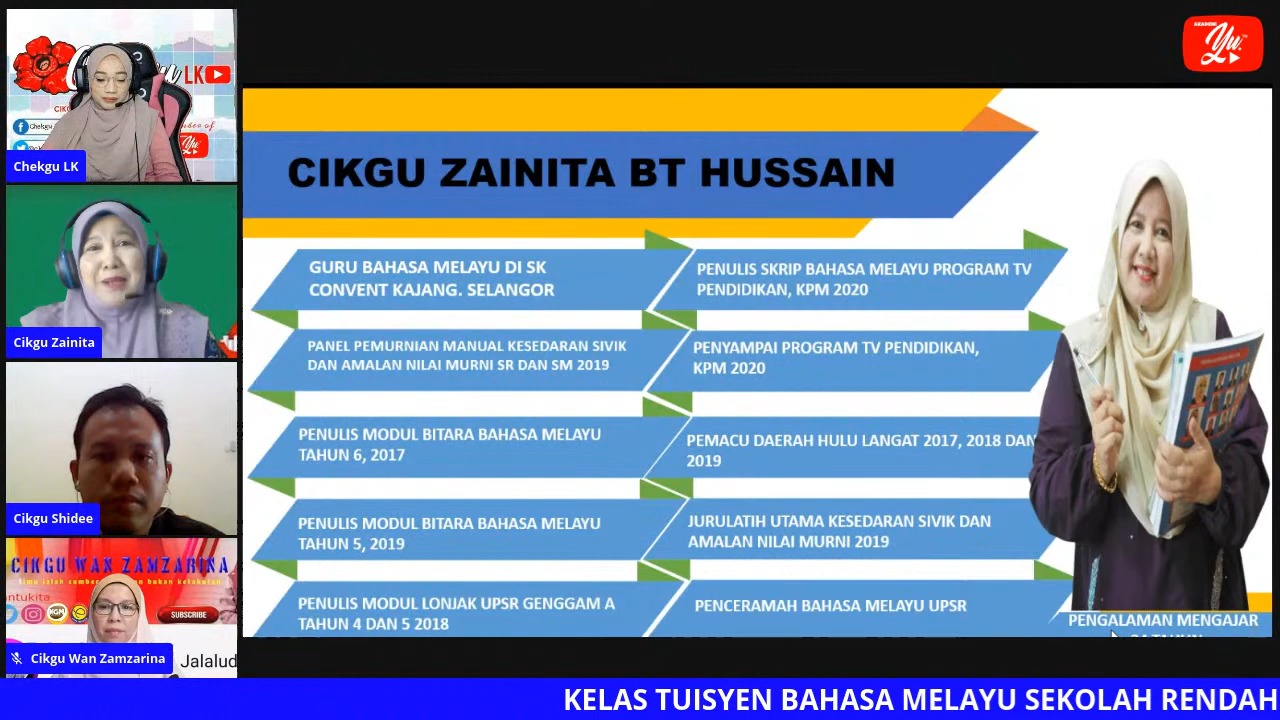 LK
Chekgu LK
Cikgu Zainita
Cikgu Shidee
CIKGU WAN ZAMZARINA
SUBSCRIBE
Cikgu Wan Zamzarina
Jalalud
AKADEMI
Yu.
CIKGU ZAINITA BT HUSSAIN
GURU BAHASA MELAYU DI SK
CONVENT KAJANG. SELANGOR
PANEL PEMURNIAN MANUAL KESEDARAN SIVIK
DAN AMALAN NILAI MURNI SR DAN SM 2019
PENULIS MODUL BITARA BAHASA MELAYU
TAHUN 6, 2017
PENULIS MODUL BITARA BAHASA MELAYU
TAHUN 5, 2019
PENULIS MODUL LONJAK UPSR GENGGAM A
TAHUN 4 DAN 5 2018
PENULIS SKRIP BAHASA MELAYU PROGRAM TV
PENDIDIKAN, KPM 2020
PENYAMPAI PROGRAM TV PENDIDIKAN,
KPM 2020
PEMACU DAERAH HULU LANGAT 2017, 2018 DAN
2019
JURULATIH UTAMA KESEDARAN SIVIK DAN
AMALAN NILAI MURNI 2019
PENCERAMAH BAHASA MELAYU UPSR
PENGALAMAN MENGAJAR
KELAS TUISYEN BAHASA MELAYU SEKOLAH RENDAH